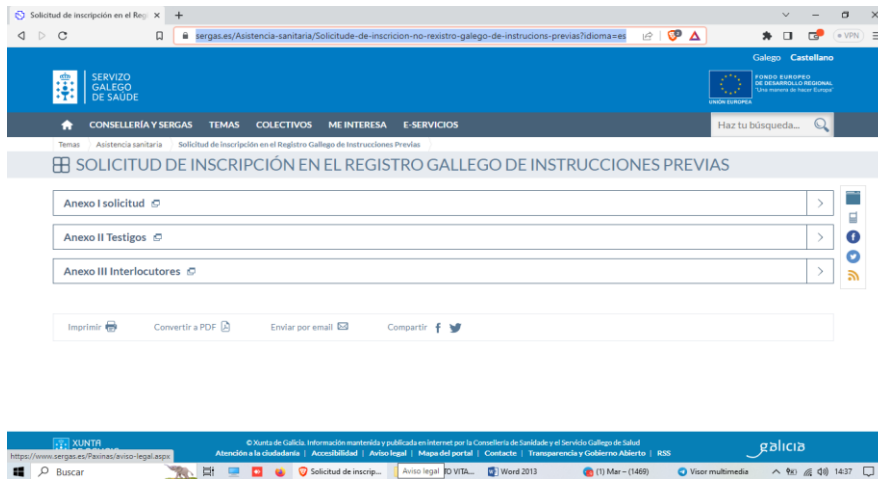 Solicitud de inscripción en el Reg
sergas.es/Asistencia-sanitaria/Solicitude-de-inscricion-no-rexistro-galego-de-instrucions-previas?idioma=es
VPN
Galego Castellano
SERVIZO
GALEGO
DE SAÚDE
UNIÓN EUROPEA
FONDO EUROPEO
DE DESARROLLO REGIONAL
"Una manera de hacer Europa"
CONSELLERÍA Y SERGAS TEMAS COLECTIVOS ME INTERESA E-SERVICIOS
Haz tu búsqueda...
Temas Asistencia sanitaria Solicitud de inscripción en el Registro Gallego de Instrucciones Previas
SOLICITUD DE INSCRIPCIÓN EN EL REGISTRO GALLEGO DE INSTRUCCIONES PREVIAS
Anexo I solicitud
Anexo II Testigos
Anexo III Interlocutores
Imprimir Convertir a PDF Enviar por email Compartir
XUNTA
© Xunta de Galicia. Información mantenida y publicada en internet por la Consellería de Sanidade y el Servicio Gallego de Salud
Atención a la ciudadanía | Accesibilidad | Aviso legal | Mapa del portal | Contacte | Transparencia y Gobierno Abierto | RSS
galicia
https://www.sergas.es/Paxinas/aviso-legal.aspx
Aviso legal
Buscar Solicitud de inscrip... O VITA... Word 2013 (1) Mar – (1469) Visor multimedia 14:37